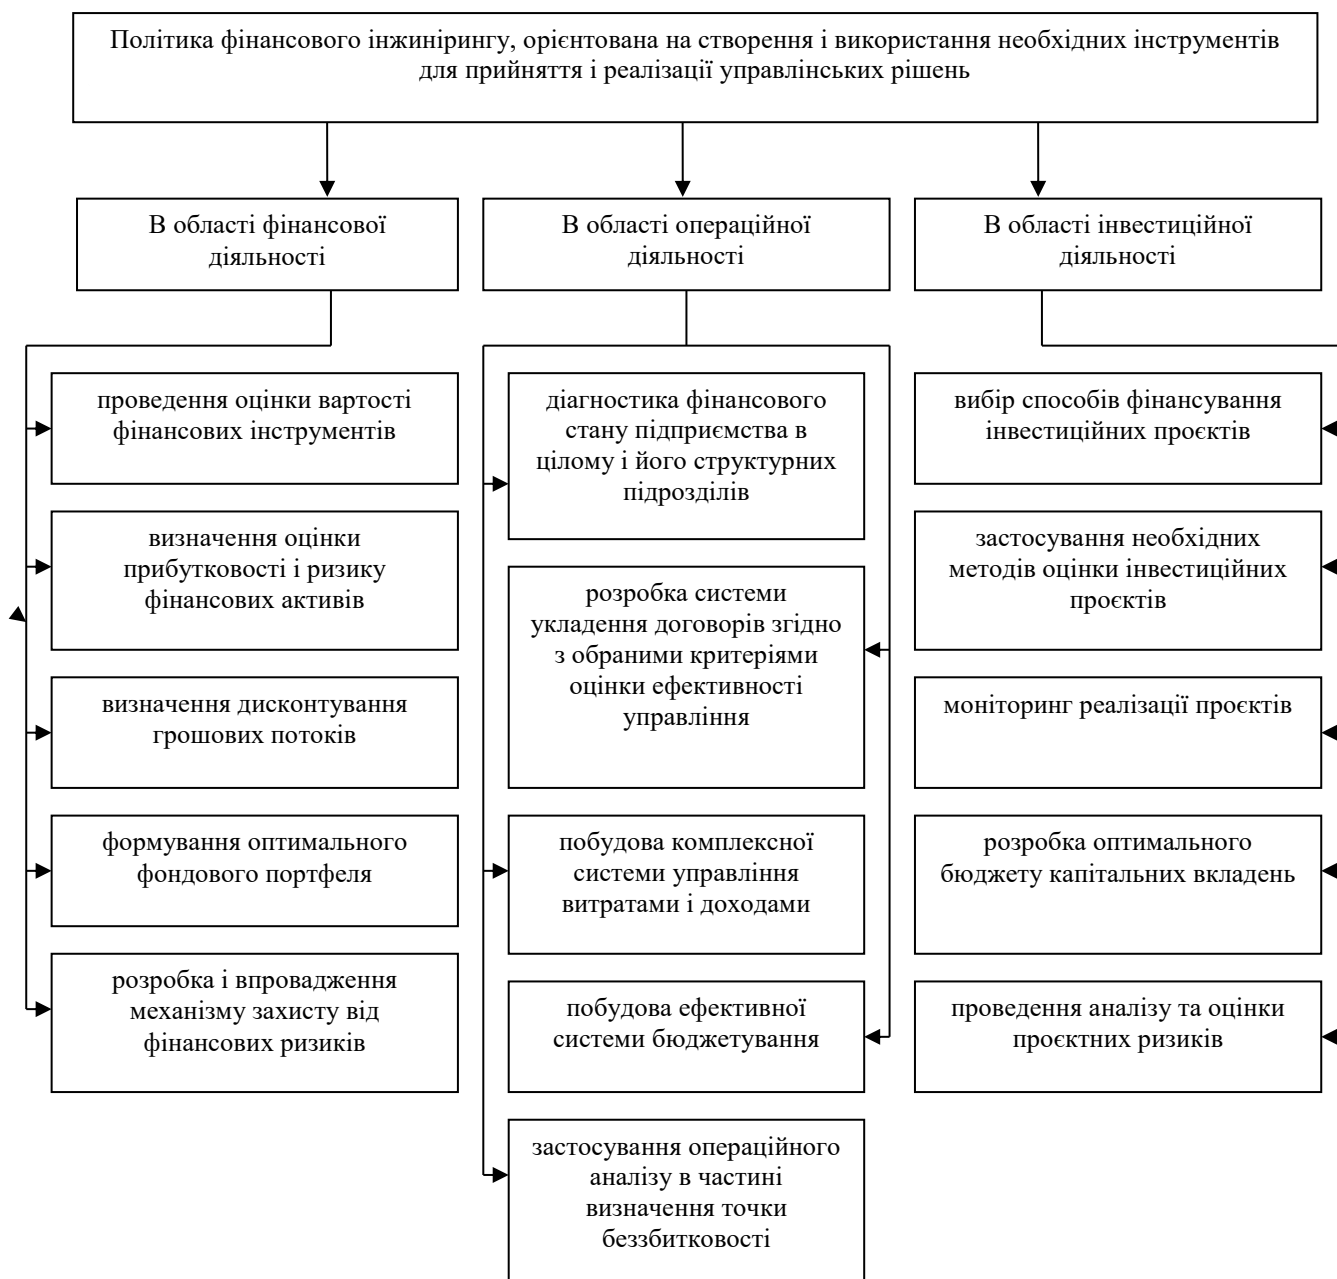 Політика фінансового інжинірингу, орієнтована на створення і використання необхідних інструментів
для прийняття і реалізації управлінських рішень
В області фінансової
діяльності
В області операційної
діяльності
В області інвестиційної
діяльності
проведення оцінки вартості
фінансових інструментів
визначення оцінки
прибутковості і ризику
фінансових активів
визначення дисконтування
грошових потоків
формування оптимального
фондового портфеля
розробка і впровадження
механізму захисту від
фінансових ризиків
діагностика фінансового
стану підприємства в
цілому і його структурних
підрозділів
розробка системи
укладення договорів згідно
з обраними критеріями
оцінки ефективності
управління
побудова комплексної
системи управління
витратами і доходами
побудова ефективної
системи бюджетування
застосування операційного
аналізу в частині
визначення точки
беззбитковості
вибір способів фінансування
інвестиційних проєктів
застосування необхідних
методів оцінки інвестиційних
проєктів
моніторинг реалізації проєктів
розробка оптимального
бюджету капітальних вкладень
проведення аналізу та оцінки
проєктних ризиків